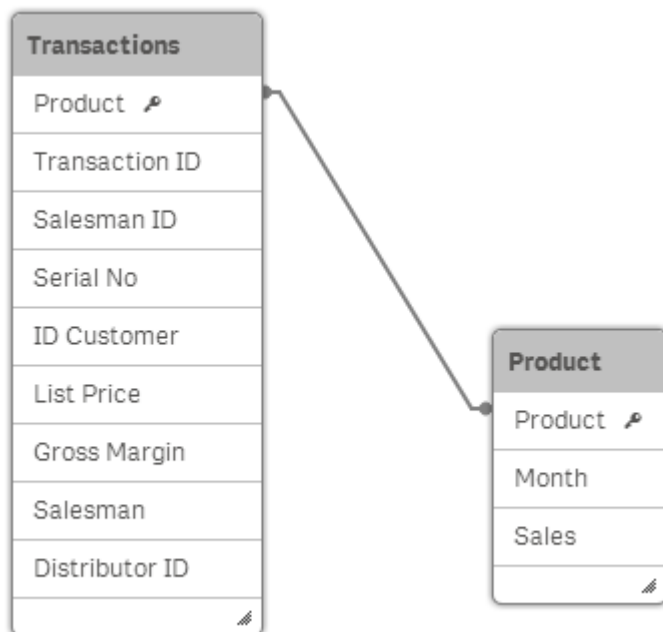 Transactions
Product
Transaction ID
Salesman ID
Serial No
ID Customer
List Price
Gross Margin
Salesman
Distributor ID
Product
Product
Month
Sales